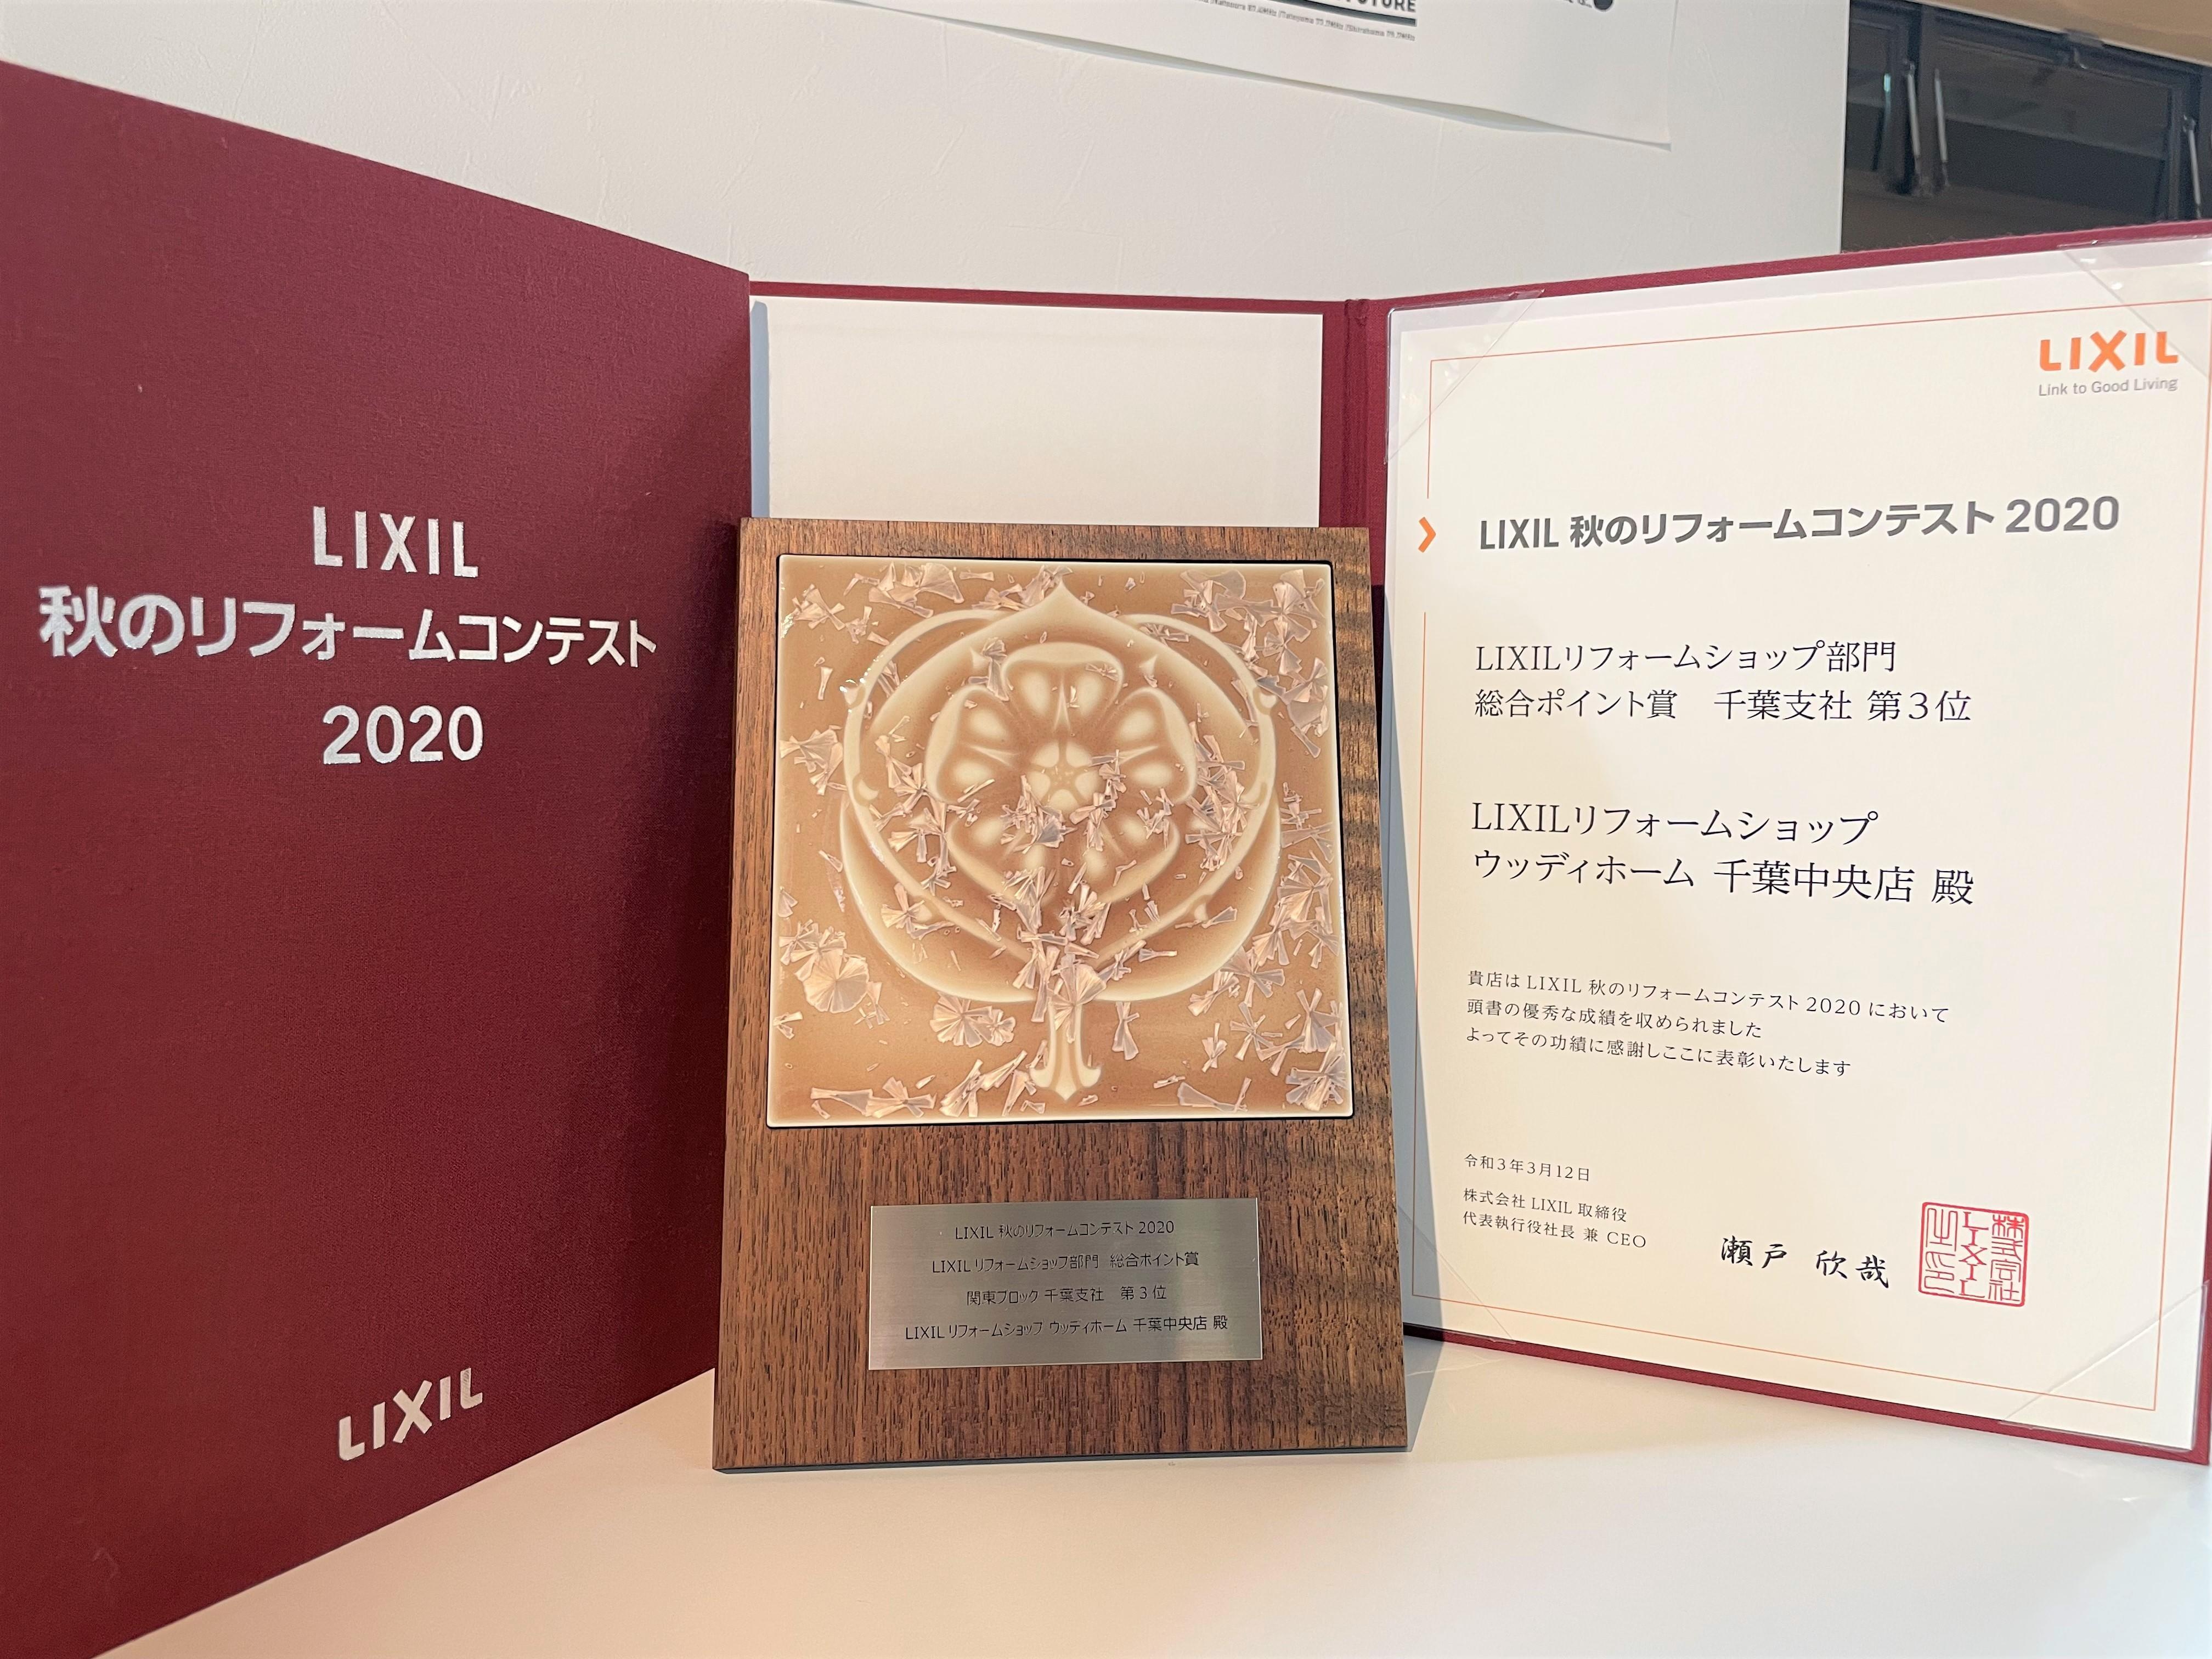 FUTURE
LIXIL
秋のリフォームコンテスト
2020
LIXIL
LIXIL 秋のリフォームコンテスト 2020
LIXIL リフォームショップ部門 総合ポイント賞
関東ブロック 千葉支社 第3位
LIXIL リフォームショップ ウッディホーム 千葉中央店 殿
LIXIL
Link to Good Living
LIXIL 秋のリフォームコンテスト 2020
LIXILリフォームショップ部門
総合ポイント賞 千葉支社 第3位
LIXILリフォームショップ
ウッディホーム 千葉中央店 殿
貴店は LIXIL 秋のリフォームコンテスト 2020 において
頭書の優秀な成績を収められました
よってその功績に感謝しここに表彰いたします
令和3年3月12日
株式会社 LIXIL 取締役
代表執行役社長 兼 CEO
瀬戸 欣哉
株式会社
LIXIL
之印